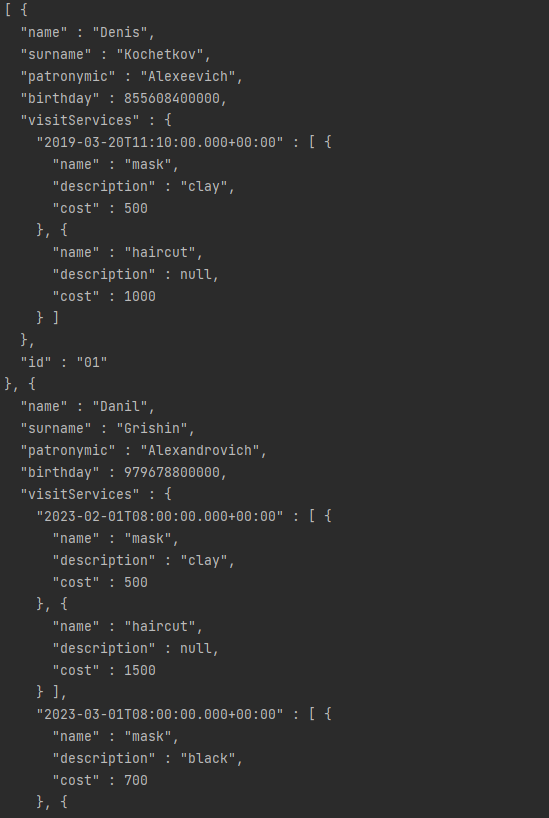 [ {
  "name" : "Denis",
  "surname" : "Kochetkov",
  "patronymic" : "Alexeevich",
  "birthday" : 855608400000,
  "visitServices" : {
    "2019-03-20T11:10:00.000+00:00" : [ {
      "name" : "mask",
      "description" : "clay",
      "cost" : 500
    }, {
      "name" : "haircut",
      "description" : null,
      "cost" : 1000
    } ]
  },
  "id" : "01"
}, {
  "name" : "Danil",
  "surname" : "Grishin",
  "patronymic" : "Alexandrovich",
  "birthday" : 979678800000,
  "visitServices" : {
    "2023-02-01T08:00:00.000+00:00" : [ {
      "name" : "mask",
      "description" : "clay",
      "cost" : 500
    }, {
      "name" : "haircut",
      "description" : null,
      "cost" : 1500
    } ],
    "2023-03-01T08:00:00.000+00:00" : [ {
      "name" : "mask",
      "description" : "black",
      "cost" : 700
    }, {